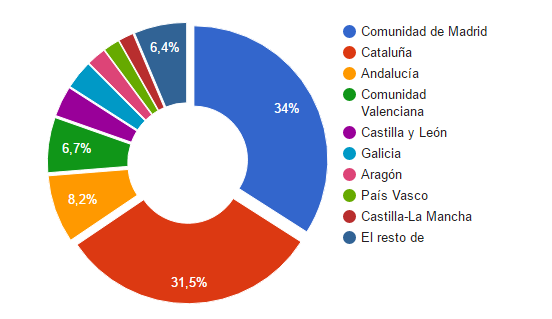 6,4%
34%
6,7%
8,2%
31,5%
Comunidad de Madrid
Cataluña
Andalucía
Comunidad
Valenciana
Castilla y León
Galicia
Aragón
País Vasco
Castilla-La Mancha
El resto de